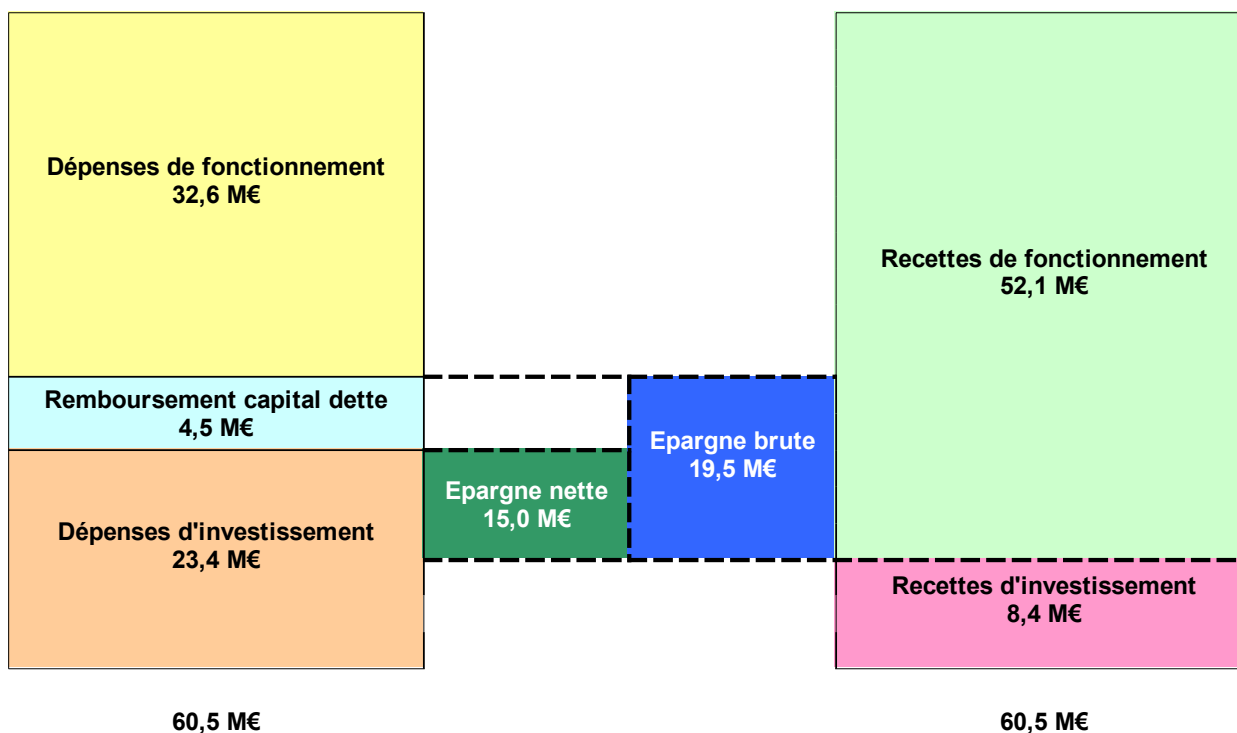 Dépenses de fonctionnement
32,6 M€
Recettes de fonctionnement
52,1 M€
Remboursement capital dette
4,5 M€
Epargne brute
19,5 M€
Epargne nette
15,0 M€
Dépenses d'investissement
23,4 M€
Recettes d'investissement
8,4 M€
60,5 M€
60,5 M€